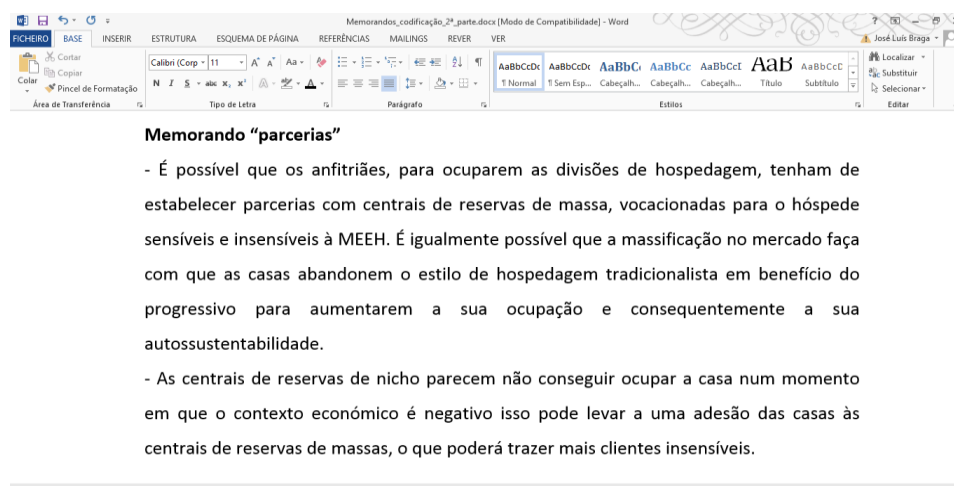 Memorandos_codificação_2ª_parte.docx [Modo de Compatibilidade] - Word
FICHEIRO BASE INSERIR ESTRUTURA ESQUEMA DE PÁGINA REFERÊNCIAS MAILINGS REVER VER José Luís Braga
Cortar
Copiar
Pincel de Formatação
Colar
Calibri (Corp 11
N I S abc x, x²
AaBbCcDc AaBbCcDc AaBbC AaBbCc AaBbCcI AaB AaBbCcD
¶ Normal ¶ Sem Esp... Cabeçalh... Cabeçalh... Cabeçalh... Título Subtítulo
Localizar
Substituir
Selecionar
Área de Transferência Tipo de Letra Parágrafo Estilos Editar
Memorando “parcerias”
- É possível que os anfitriães, para ocuparem as divisões de hospedagem, tenham de
estabelecer parcerias com centrais de reservas de massa, vocacionadas para o hóspede
sensíveis e insensíveis à MEEH. É igualmente possível que a massificação no mercado faça
com que as casas abandonem o estilo de hospedagem tradicionalista em benefício do
progressivo para aumentarem a sua ocupação e consequentemente a sua
autossustentabilidade.
- As centrais de reservas de nicho parecem não conseguir ocupar a casa num momento
em que o contexto económico é negativo isso pode levar a uma adesão das casas às
centrais de reservas de massas, o que poderá trazer mais clientes insensíveis.